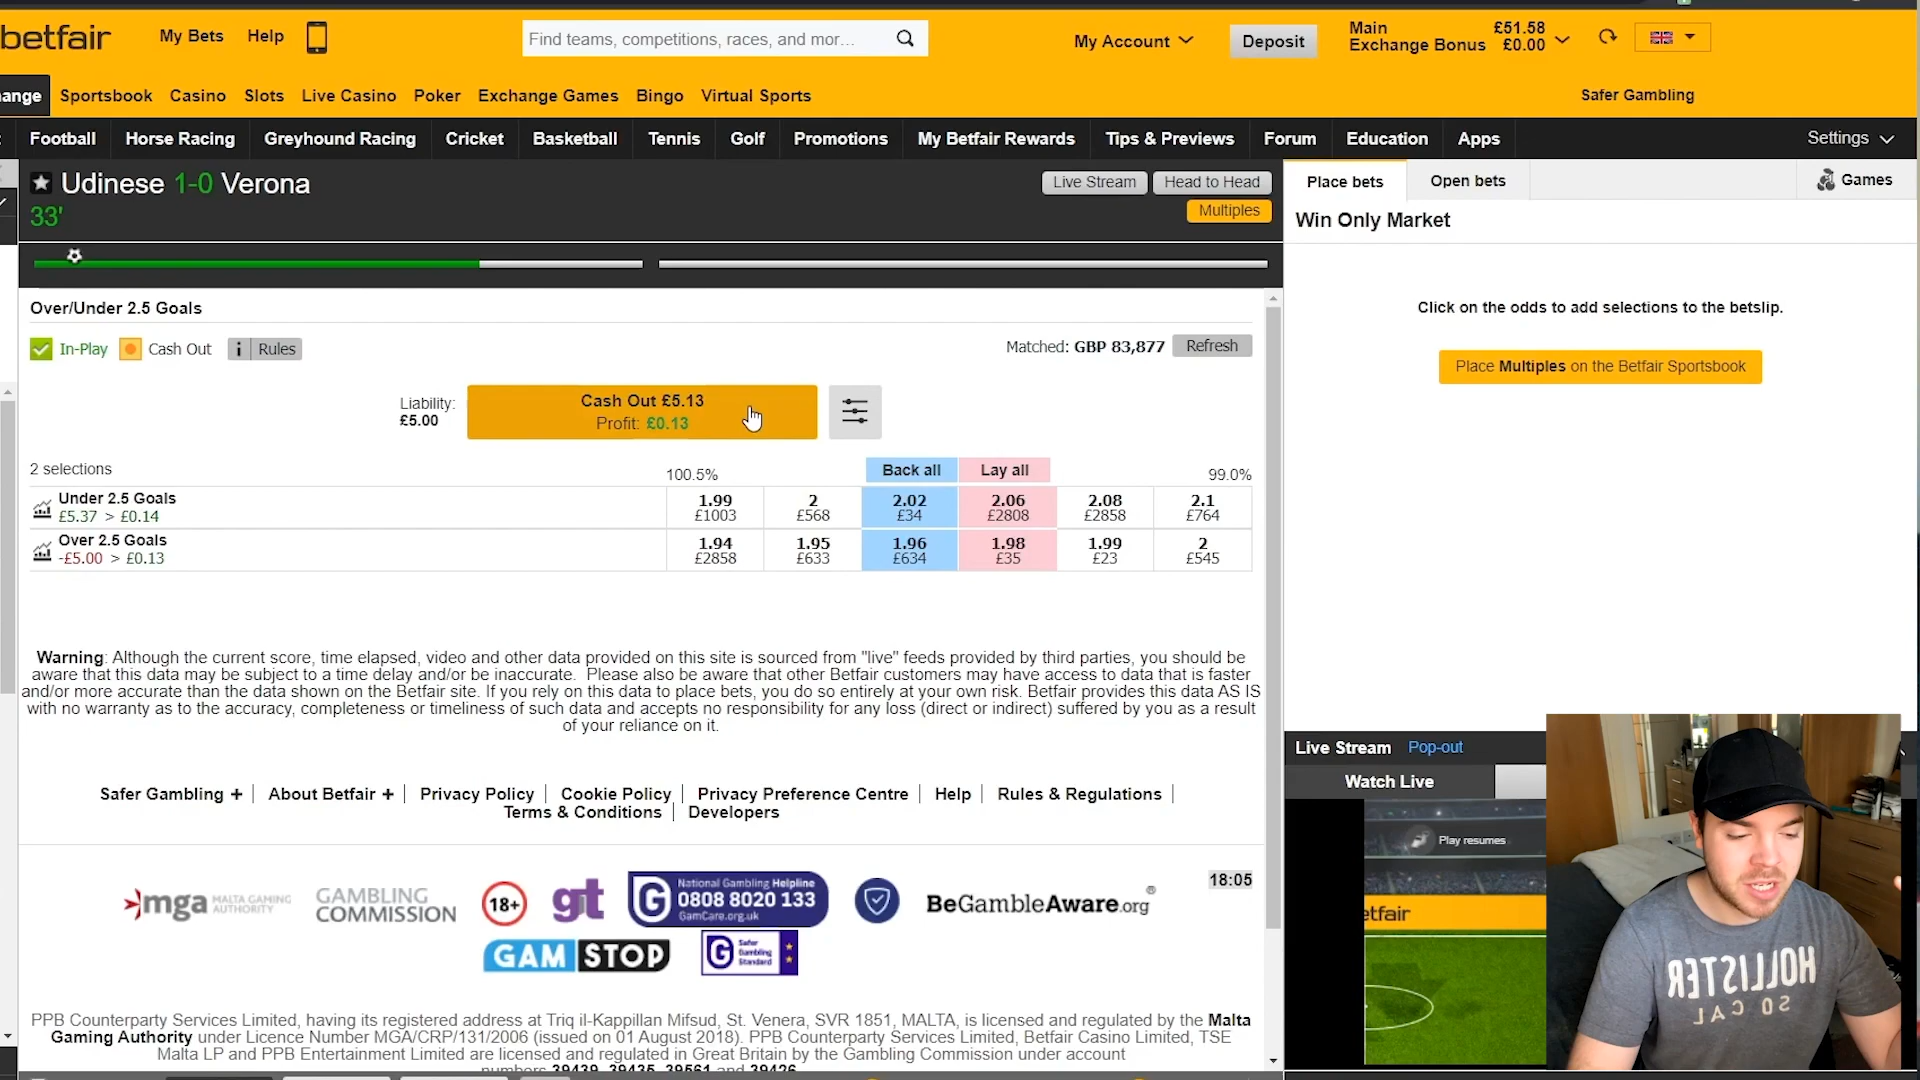 betfair
My Bets Help
Find teams, competitions, races, and mor...
My Account
Deposit
Main £51.58
Exchange Bonus £0.00
ange Sportsbook Casino Slots Live Casino Poker Exchange Games Bingo Virtual Sports
Safer Gambling
Football Horse Racing Greyhound Racing Cricket Basketball Tennis Golf Promotions My Betfair Rewards Tips & Previews Forum Education Apps
Settings
Udinese 1-0 Verona
33'
Live Stream Head to Head
Multiples
Place bets Open bets
Games
Win Only Market
Click on the odds to add selections to the betslip.
Place Multiples on the Betfair Sportsbook
Over/Under 2.5 Goals
In-Play Cash Out i Rules
Matched: GBP 83,877 Refresh
Liability:
£5.00
Cash Out £5.13
Profit: £0.13
2 selections 100.5% Back all Lay all 99.0%
Under 2.5 Goals 1.99 2 2.02 2.06 2.08 2.1
£5.37 > £0.14 £1003 £568 £34 £2808 £2858 £764
Over 2.5 Goals 1.94 1.95 1.96 1.98 1.99 2
-£5.00 > £0.13 £2858 £633 £634 £35 £23 £545
Warning: Although the current score, time elapsed, video and other data provided on this site is sourced from "live" feeds provided by third parties, you should be
aware that this data may be subject to a time delay and/or be inaccurate. Please also be aware that other Betfair customers may have access to data that is faster
and/or more accurate than the data shown on the Betfair site. If you rely on this data to place bets, you do so entirely at your own risk. Betfair provides this data AS IS
with no warranty as to the accuracy, completeness or timeliness of such data and accepts no responsibility for any loss (direct or indirect) suffered by you as a result
of your reliance on it.
Safer Gambling + About Betfair + Privacy Policy Cookie Policy Privacy Preference Centre Help Rules & Regulations
Terms & Conditions Developers
18:05
mga MALTA GAMING AUTHORITY
GAMBLING COMMISSION
18+
gt
National Gambling Helpline
0808 8020 133
GamCare.org.uk
BeGambleAware.org®
GAMSTOP
G Safer Gambling Standard
PPB Counterparty Services Limited, having its registered address at Triq il-Kappillan Mifsud, St. Venera, SVR 1851, MALTA, is licensed and regulated by the Malta
Gaming Authority under Licence Number MGA/CRP/131/2006 (issued on 01 August 2018). PPB Counterparty Services Limited, Betfair Casino Limited, TSE
Malta LP and PPB Entertainment Limited are licensed and regulated in Great Britain by the Gambling Commission under account
numbers 39439, 39435, 39561 and 39426.
Live Stream Pop-out
Watch Live
Play resumes
etfair
HOLLISTER
SO CAL